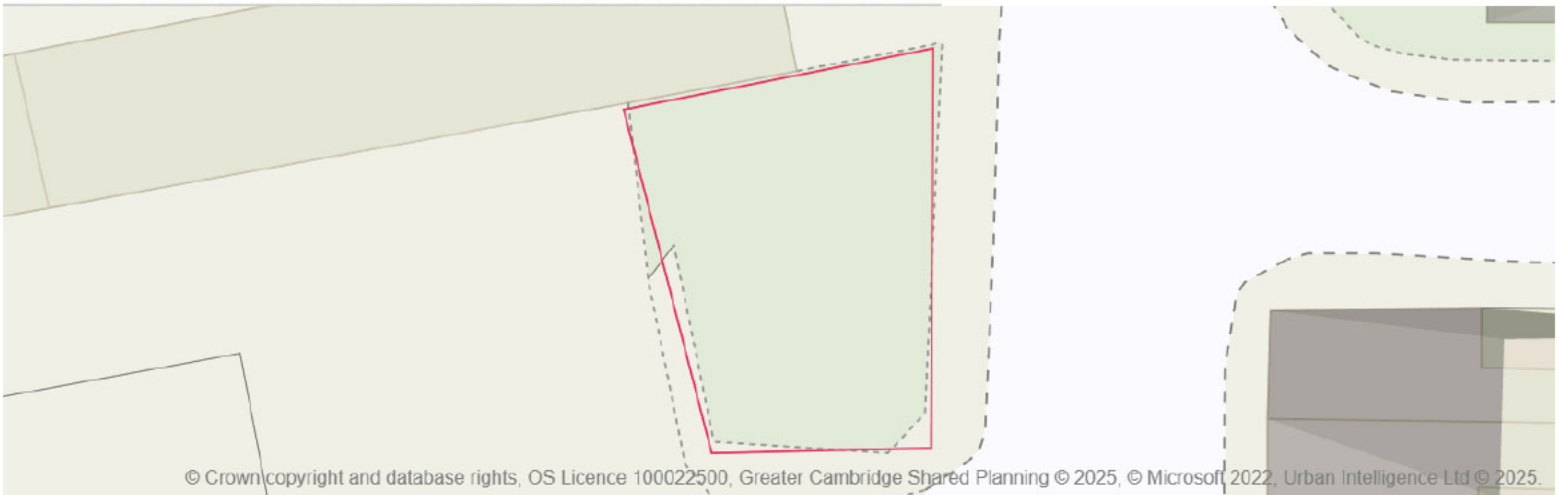 © Crown copyright and database rights, OS Licence 100022500, Greater Cambridge Shared Planning © 2025, © Microsoft 2022, Urban Intelligence Ltd © 2025.